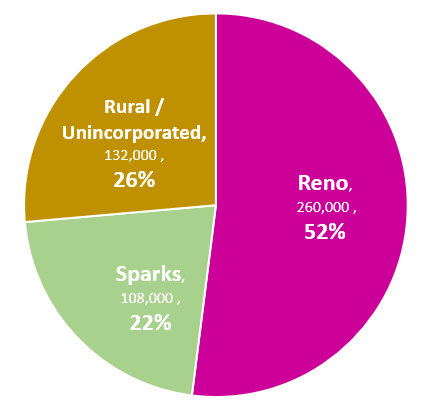 Rural /
Unincorporated,
132,000 ,
26%
Reno,
260,000 ,
52%
Sparks,
108,000 ,
22%